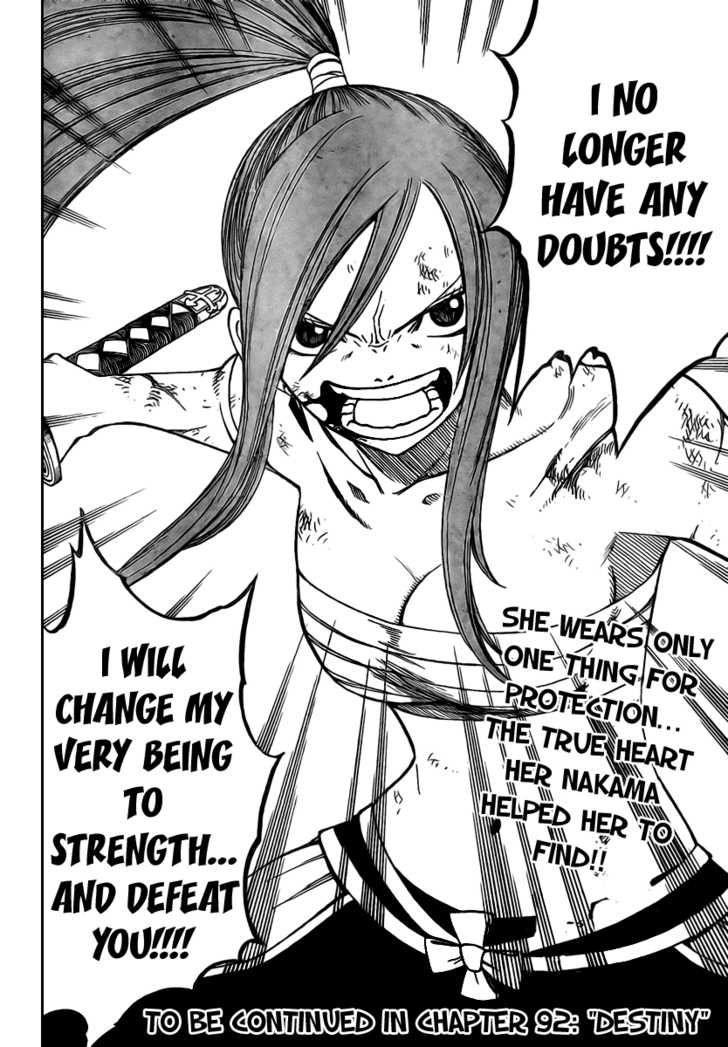 I NO
LONGER
HAVE ANY
DOUBTS!!!!
I WILL
CHANGE MY
VERY BEING
TO
STRENGTH...
AND DEFEAT
YOU!!!!
SHE WEARS ONLY
ONE THING FOR
PROTECTION...
THE TRUE HEART
HER NAKAMA
HELPED HER TO
FIND!!
TO BE CONTINUED IN CHAPTER 92: "DESTINY"